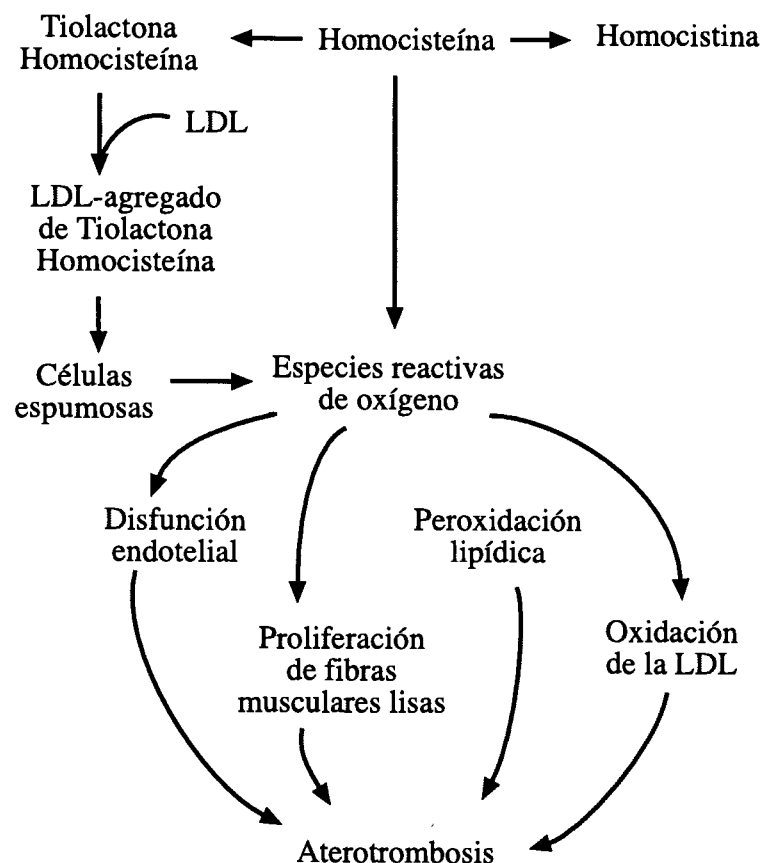 Tiolactona
Homocisteína
Homocisteína
Homocistina
LDL
LDL-agregado
de Tiolactona
Homocisteína
Células
espumosas
Especies reactivas
de oxígeno
Disfunción
endotelial
Peroxidación
lipídica
Proliferación
de fibras
musculares lisas
Oxidación
de la LDL
Aterotrombosis